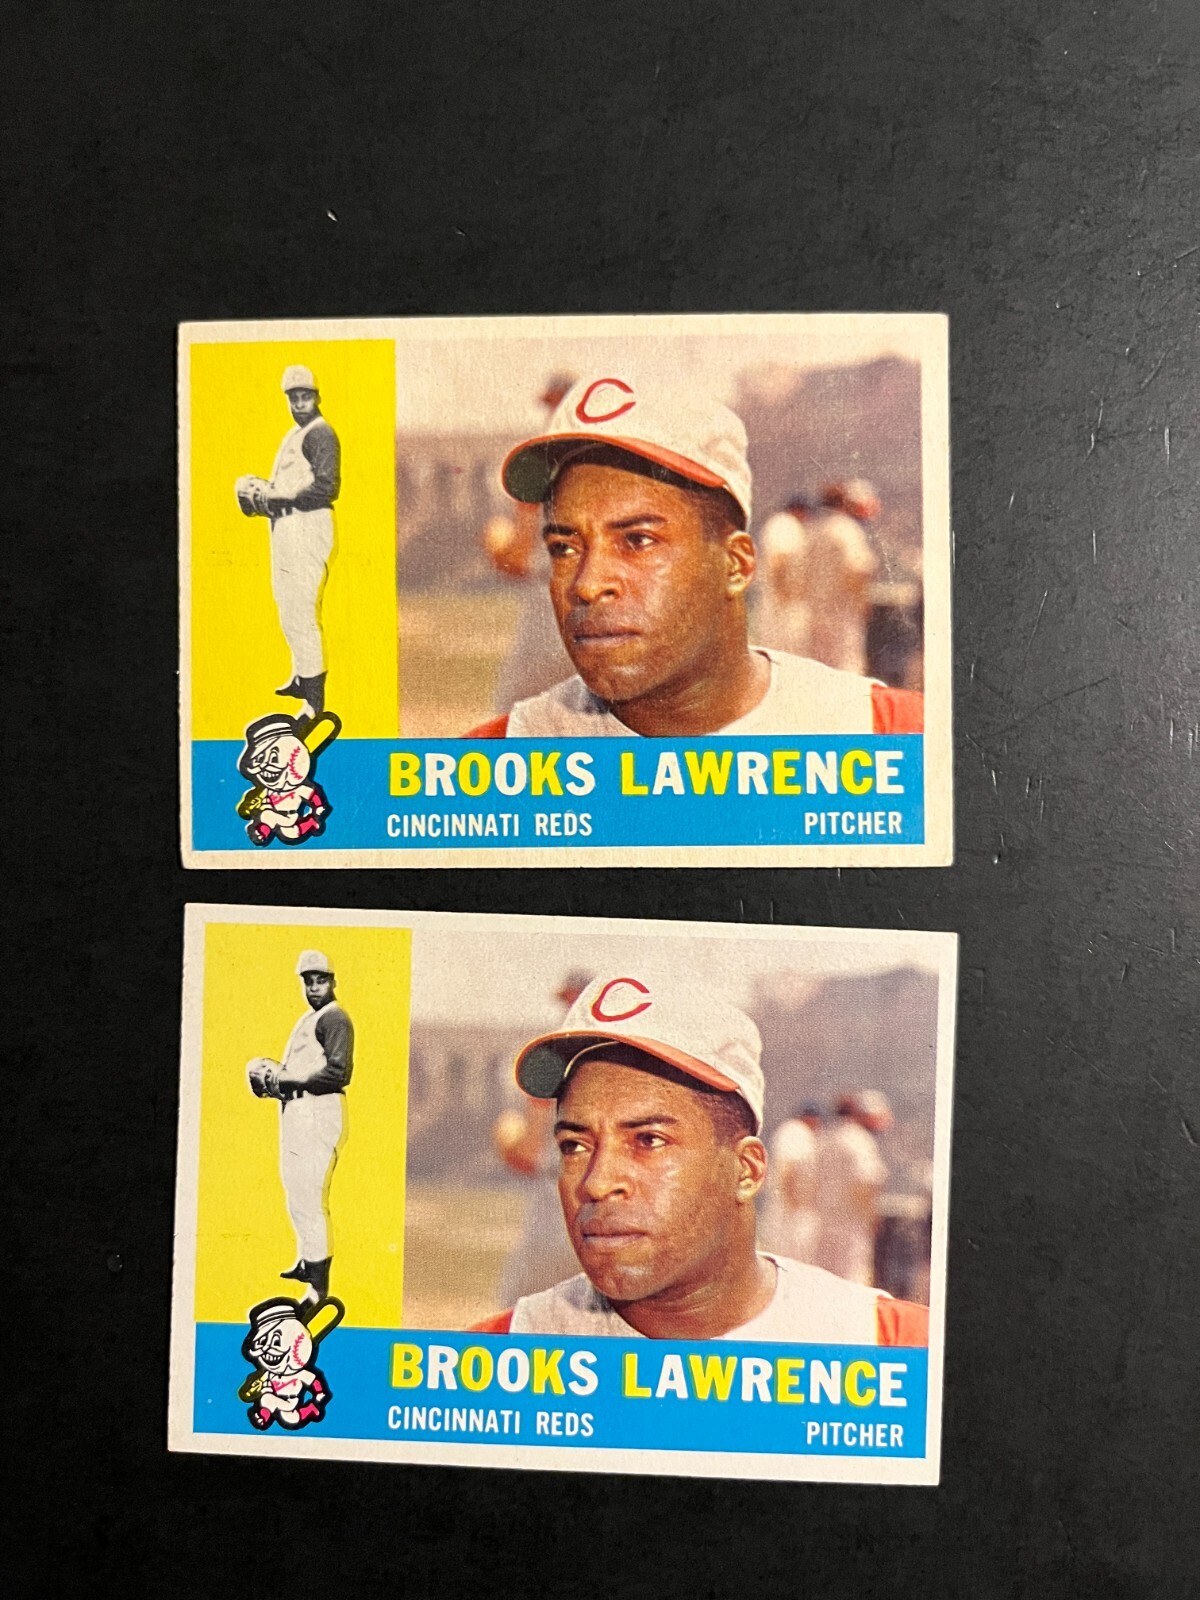 C
BROOKS LAWRENCE
CINCINNATI REDS PITCHER
C
BROOKS LAWRENCE
CINCINNATI REDS PITCHER